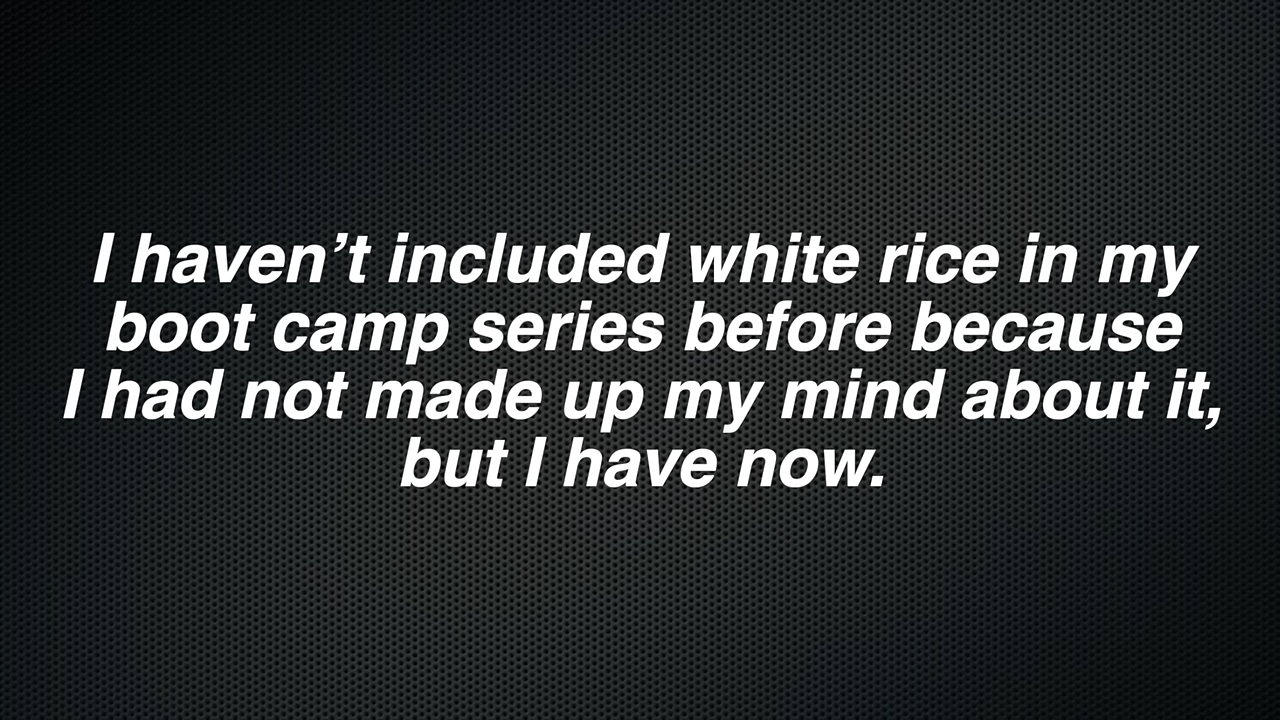 I haven’t included white rice in my
boot camp series before because
I had not made up my mind about it,
but I have now.